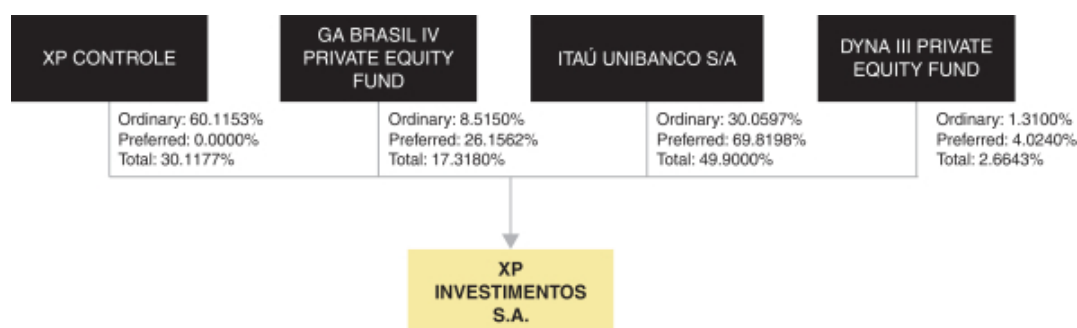 XP CONTROLE
GA BRASIL IV
PRIVATE EQUITY
FUND
ITAÚ UNIBANCO S/A
DYNA III PRIVATE
EQUITY FUND
Ordinary: 60.1153%
Preferred: 0.0000%
Total: 30.1177%
Ordinary: 8.5150%
Preferred: 26.1562%
Total: 17.3180%
Ordinary: 30.0597%
Preferred: 69.8198%
Total: 49.9000%
Ordinary: 1.3100%
Preferred: 4.0240%
Total: 2.6643%
XP
INVESTIMENTOS
S.A.